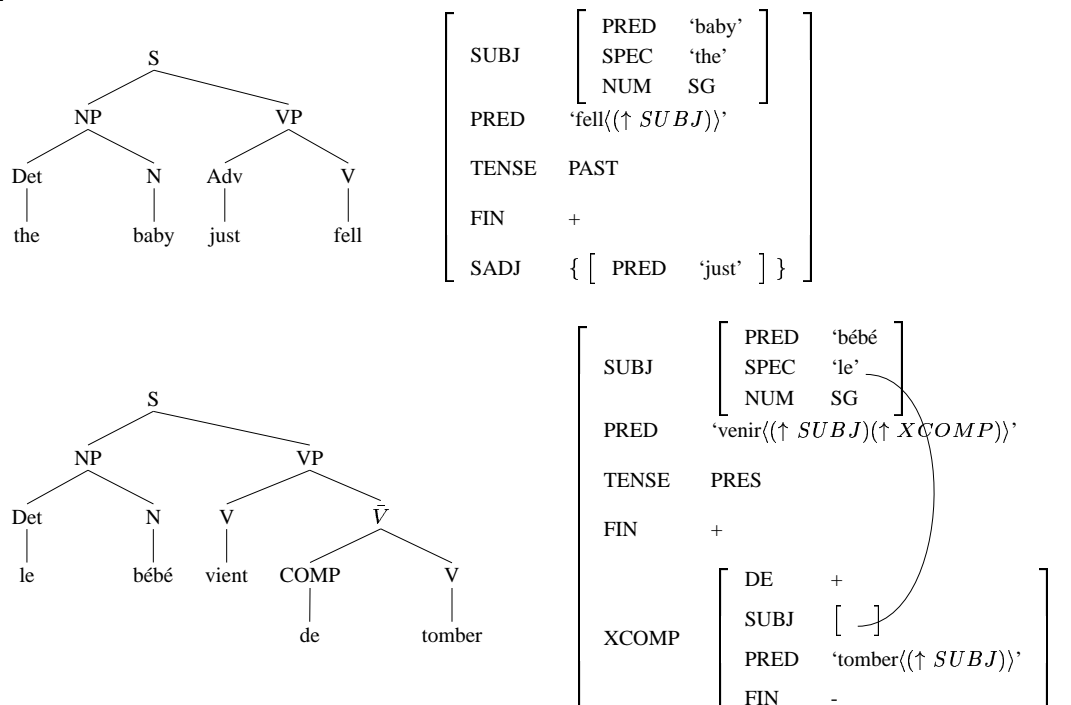 S
NP VP
Det N Adv V
the baby just fell
SUBJ
PRED ‘baby’
SPEC ‘the’
NUM SG
PRED ‘fell⟨(↑ SUBJ)⟩’
TENSE PAST
FIN +
SADJ { [ PRED ‘just’ ] }
S
NP VP
Det N V V̄
le bébé vient COMP V
de tomber
SUBJ
PRED ‘bébé
SPEC ‘le’
NUM SG
PRED ‘venir⟨(↑ SUBJ)(↑ XCOMP)⟩’
TENSE PRES
FIN +
XCOMP
DE +
SUBJ [ ]
PRED ‘tomber⟨(↑ SUBJ)⟩’
FIN -